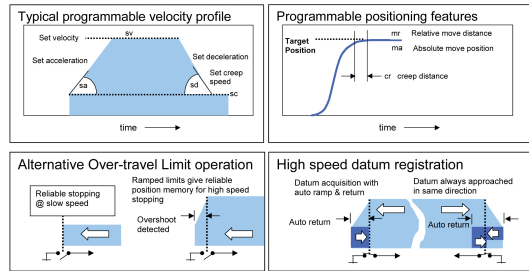 Typical programmable velocity profile
Set velocity
sv
Set acceleration
Set deceleration
Set creep
speed
sa
sd
sc
time
Programmable positioning features
Target
Position
mr Relative move distance
ma Absolute move position
cr creep distance
time
Alternative Over-travel Limit operation
Reliable stopping
@ slow speed
Ramped limits give reliable
position memory for high speed
stopping
Overshoot
detected
High speed datum registration
Datum acquisition with
auto ramp & return
Datum always approached
in same direction
Auto return
Auto return